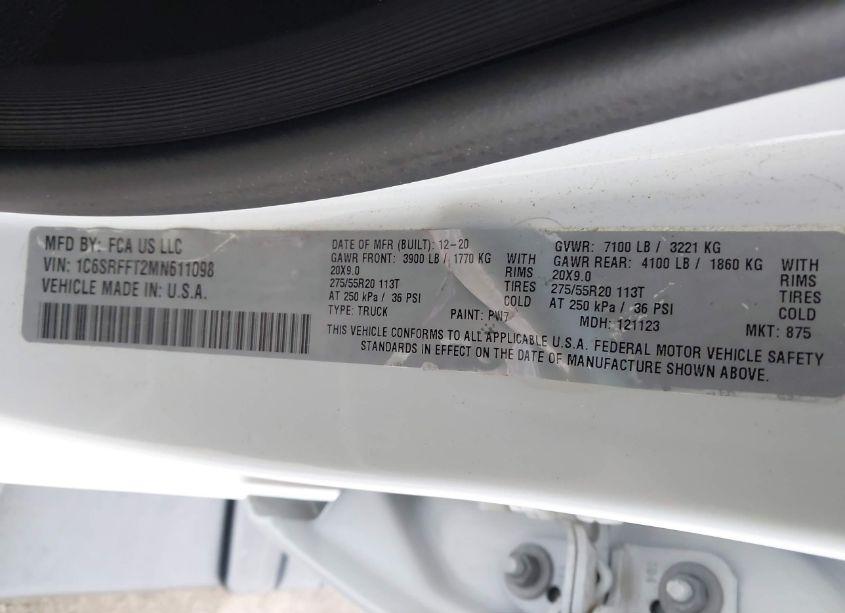 MFD BY: FCA US LLC
VIN: 1C6SRFFT2MN611098
VEHICLE MADE IN: U.S.A.
DATE OF MFR (BUILT): 12-20
GAWR FRONT: 3900 LB / 1770 KG WITH
20X9.0 RIMS
275/55R20 113T TIRES
AT 250 kPa / 36 PSI COLD
TYPE: TRUCK PAINT: PW7
GVWR: 7100 LB / 3221 KG
GAWR REAR: 4100 LB / 1860 KG WITH
20X9.0 RIMS
275/55R20 113T TIRES
AT 250 kPa / 36 PSI COLD
MDH: 121123 MKT: 875
THIS VEHICLE CONFORMS TO ALL APPLICABLE U.S.A. FEDERAL MOTOR VEHICLE SAFETY
STANDARDS IN EFFECT ON THE DATE OF MANUFACTURE SHOWN ABOVE.